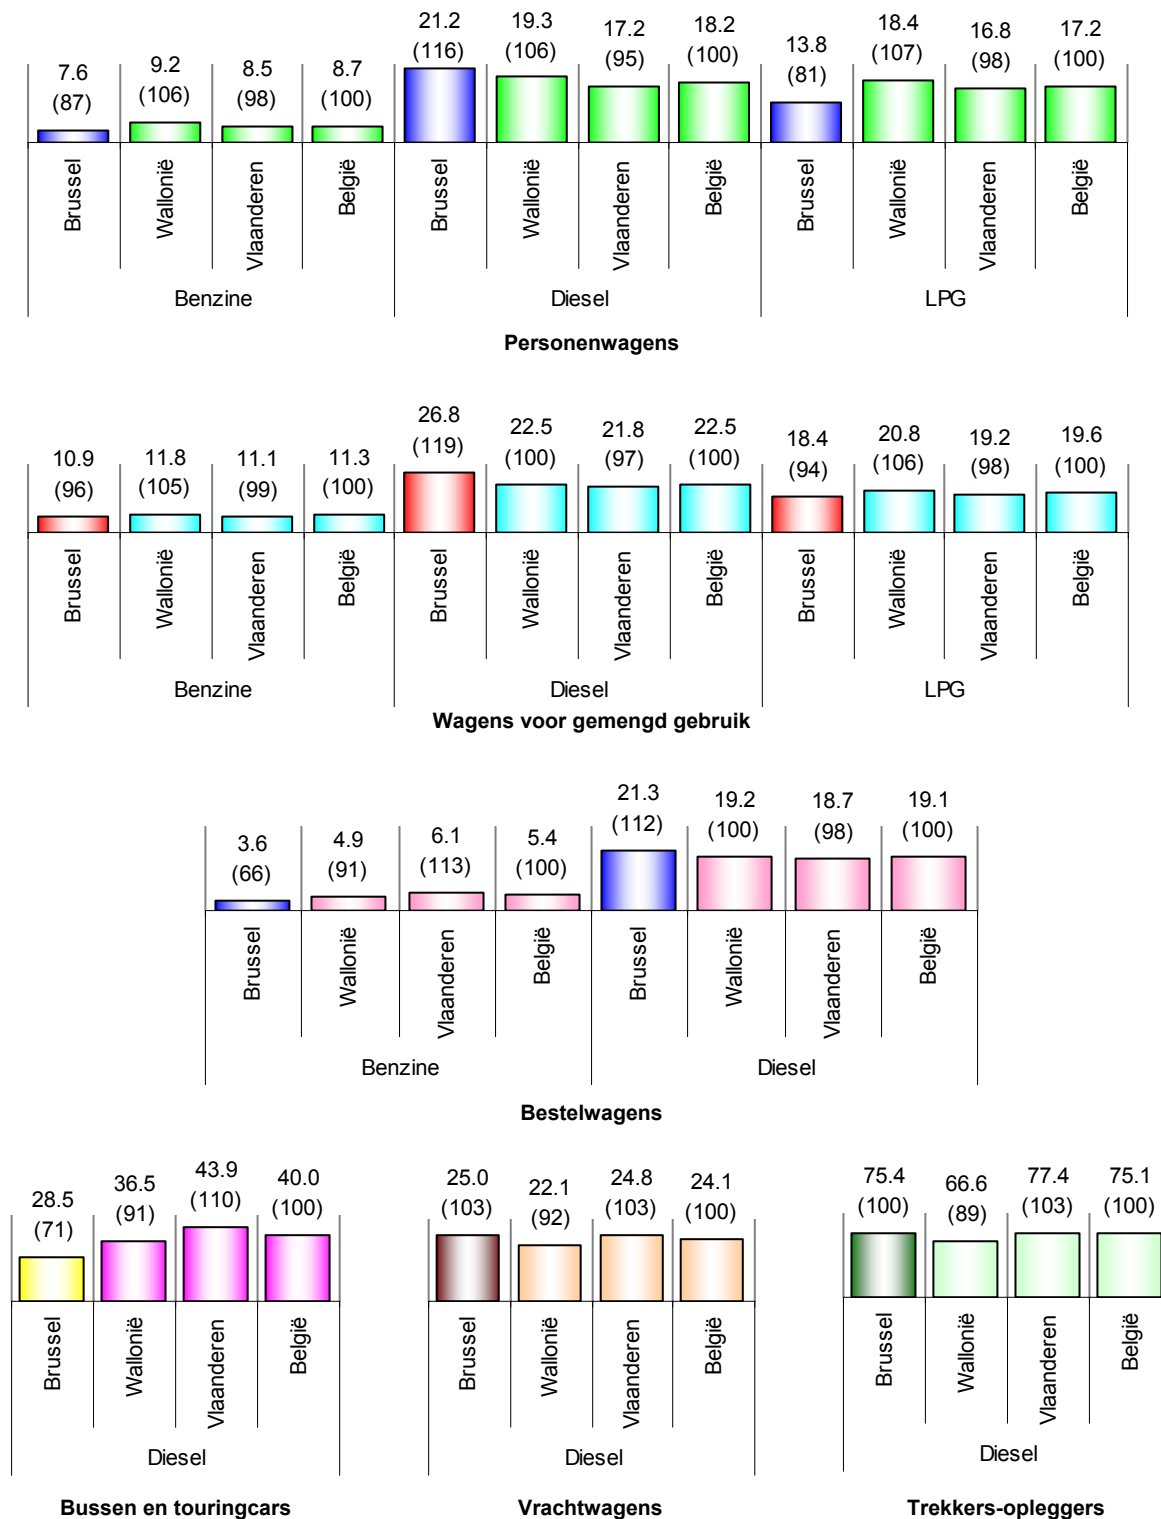 7.6 9.2 8.5 8.7 21.2 19.3 17.2 18.2 13.8 18.4 16.8 17.2
(87) (106) (98) (100) (116) (106) (95) (100) (81) (107) (98) (100)
Brussel Wallonië Vlaanderen België Brussel Wallonië Vlaanderen België Brussel Wallonië Vlaanderen België
Benzine Diesel LPG
Personenwagens
10.9 11.8 11.1 11.3 26.8 22.5 21.8 22.5 18.4 20.8 19.2 19.6
(96) (105) (99) (100) (119) (100) (97) (100) (94) (106) (98) (100)
Brussel Wallonië Vlaanderen België Brussel Wallonië Vlaanderen België Brussel Wallonië Vlaanderen België
Benzine Diesel LPG
Wagens voor gemengd gebruik
3.6 4.9 6.1 5.4 21.3 19.2 18.7 19.1
(66) (91) (113) (100) (112) (100) (98) (100)
Brussel Wallonië Vlaanderen België Brussel Wallonië Vlaanderen België
Benzine Diesel
Bestelwagens
28.5 36.5 43.9 40.0
(71) (91) (110) (100)
Brussel Wallonië Vlaanderen België
Diesel
Bussen en touringcars
25.0 22.1 24.8 24.1
(103) (92) (103) (100)
Brussel Wallonië Vlaanderen België
Diesel
Vrachtwagens
75.4 66.6 77.4 75.1
(100) (89) (103) (100)
Brussel Wallonië Vlaanderen België
Diesel
Trekkers-opleggers